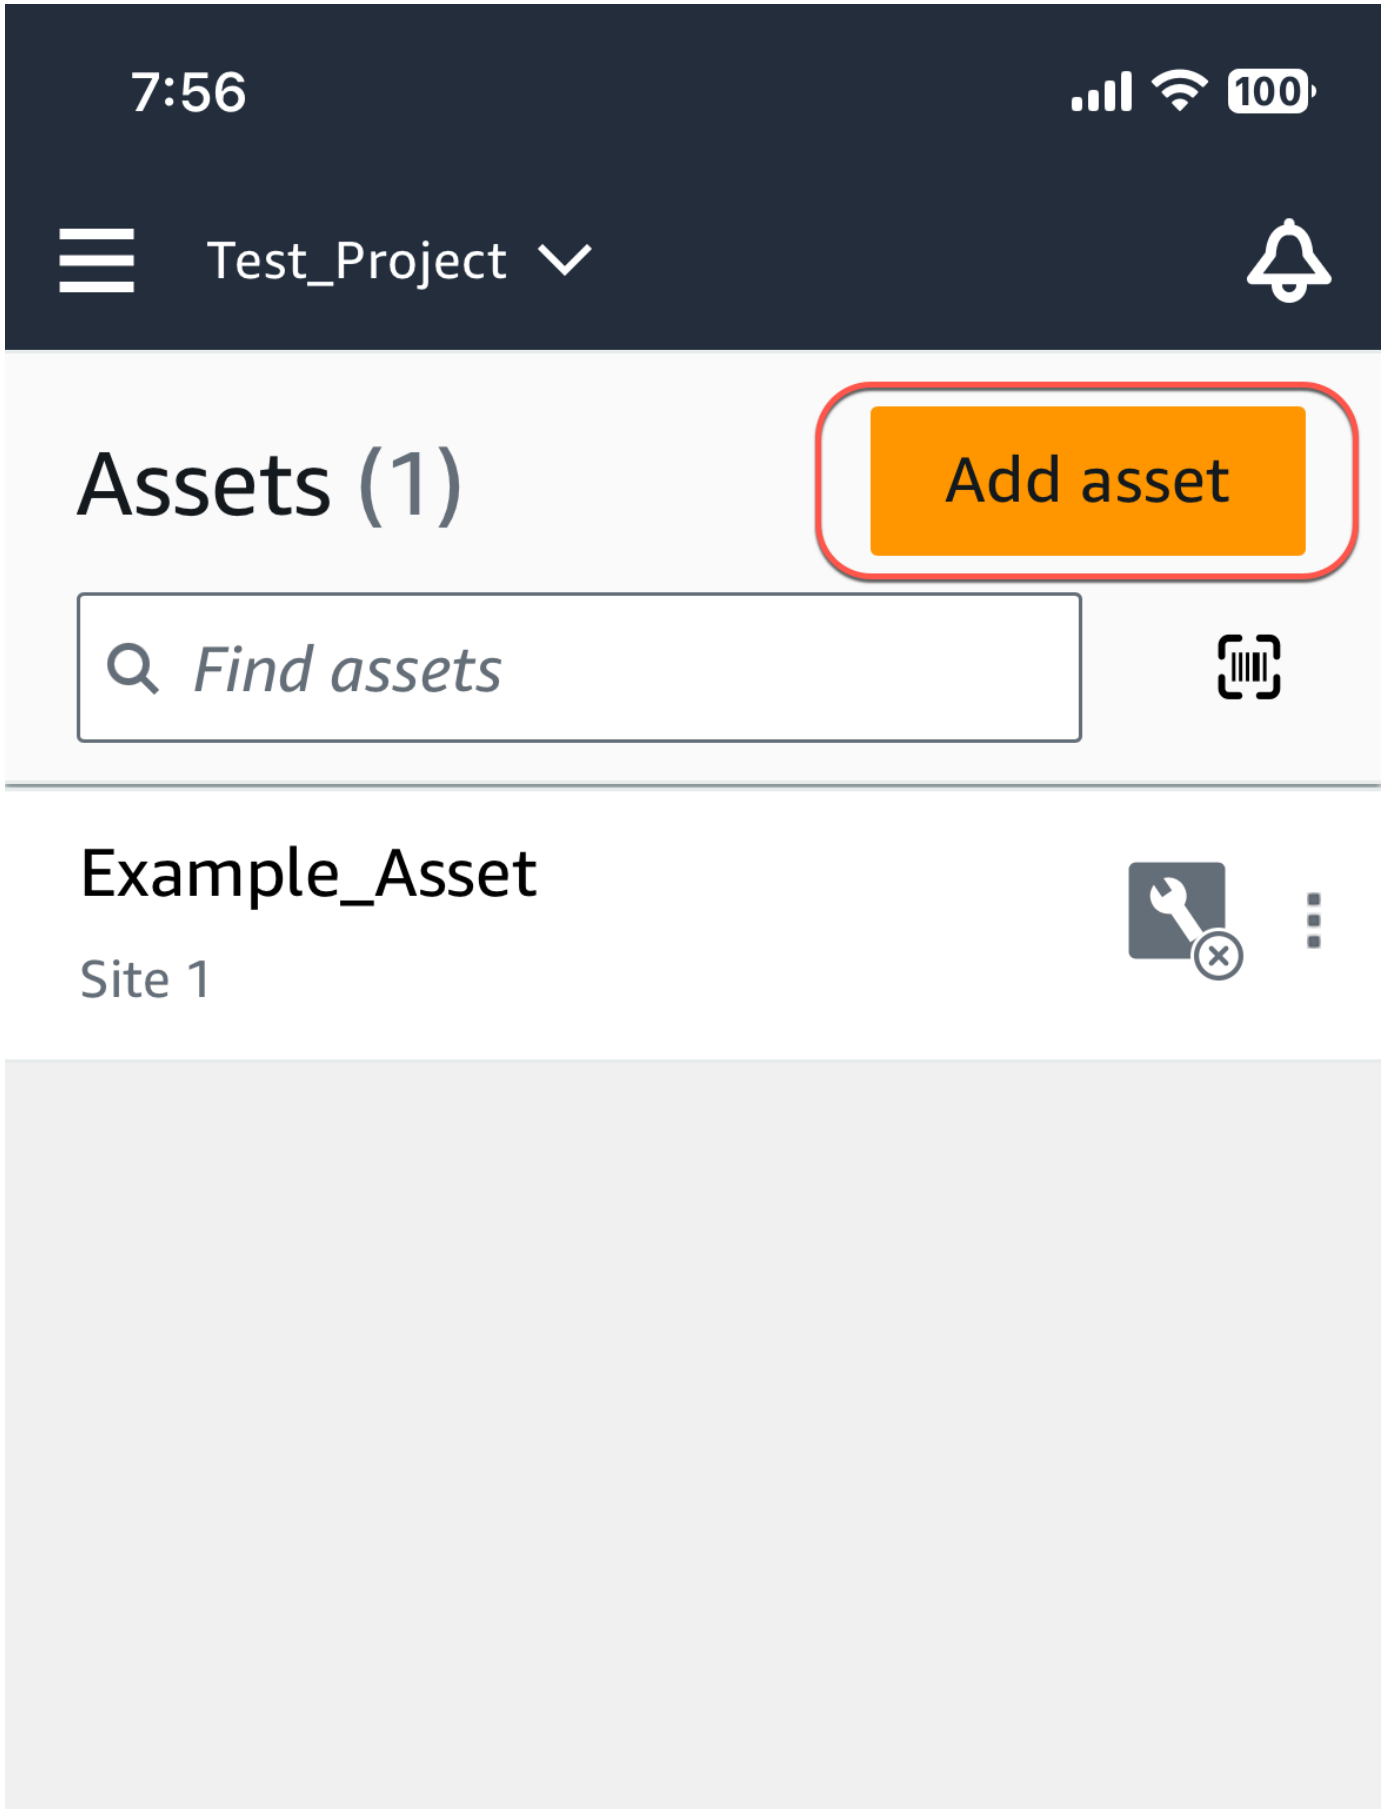 7:56
100
Test_Project
Assets (1)
Add asset
Find assets
Example_Asset
Site 1